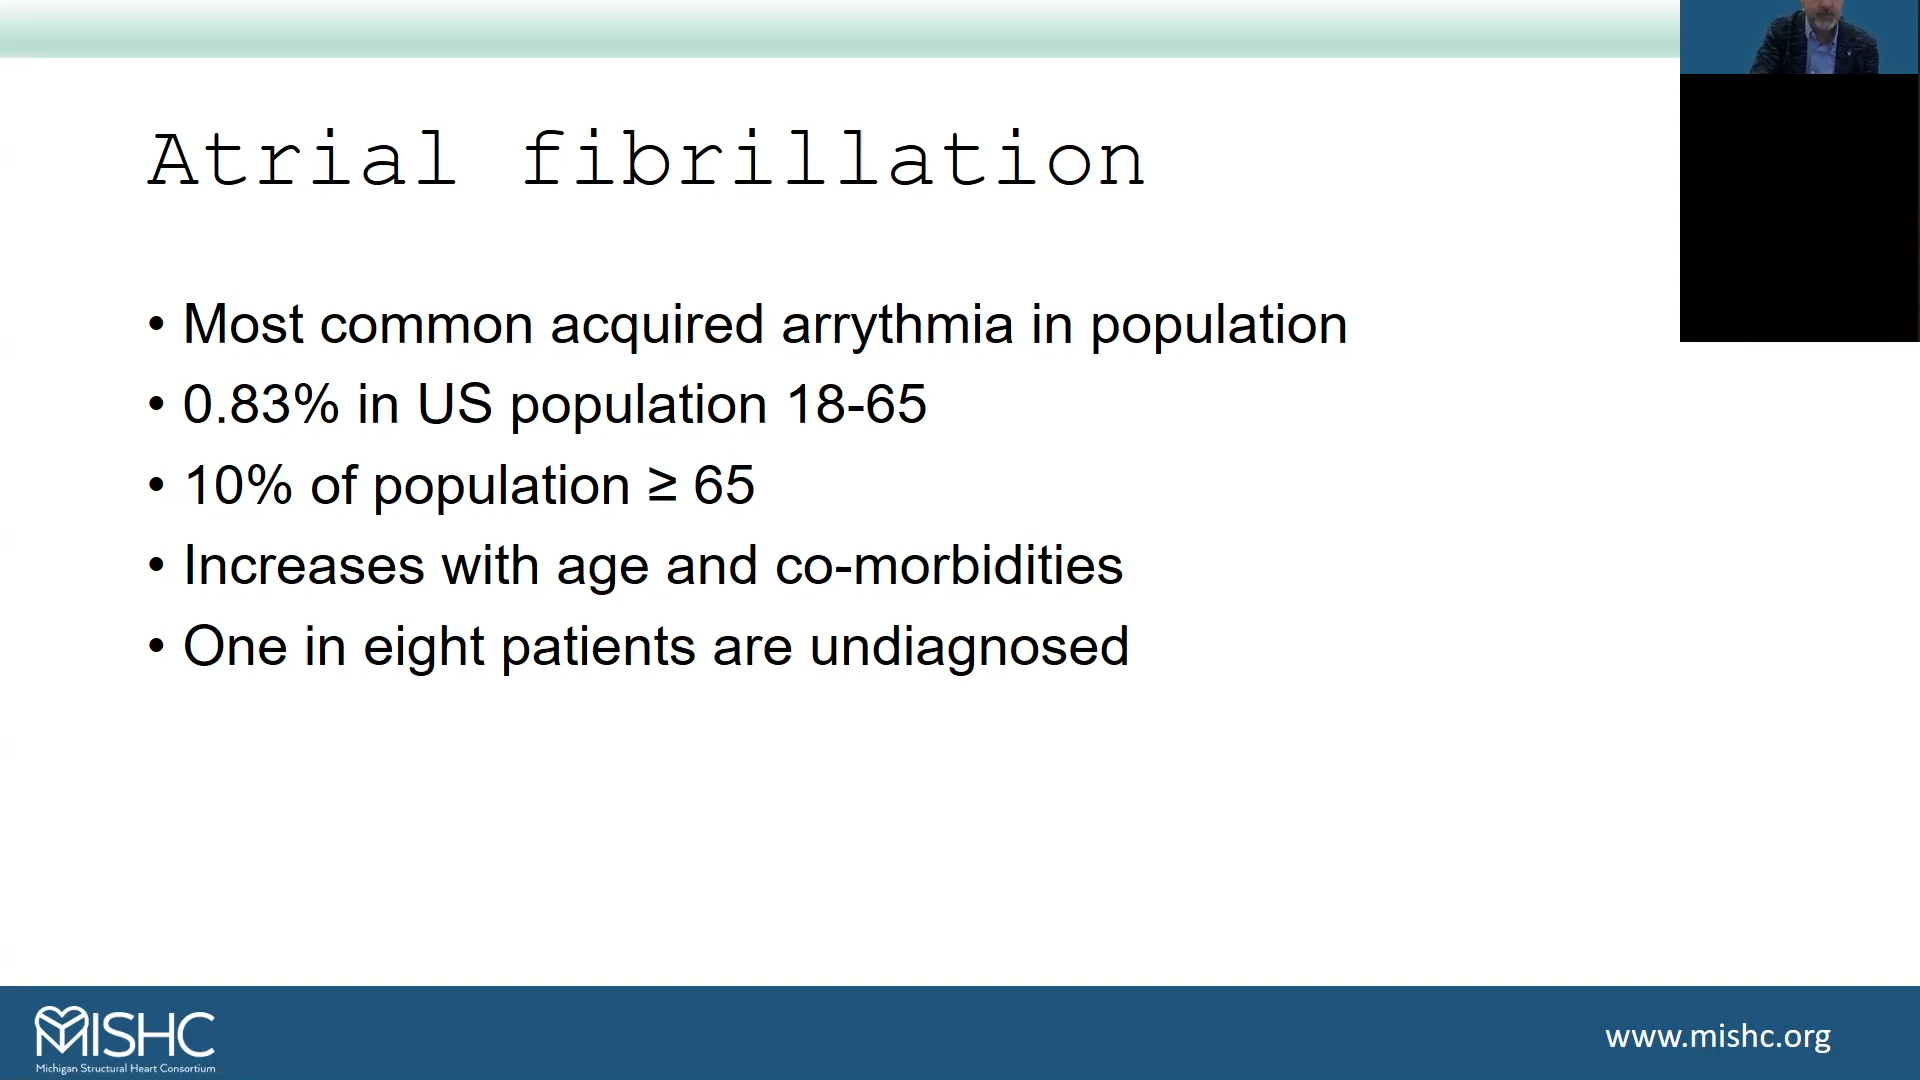 Atrial fibrillation
• Most common acquired arrythmia in population
• 0.83% in US population 18-65
• 10% of population ≥ 65
• Increases with age and co-morbidities
• One in eight patients are undiagnosed
MISHC
Michigan Structural Heart Consortium
www.mishc.org